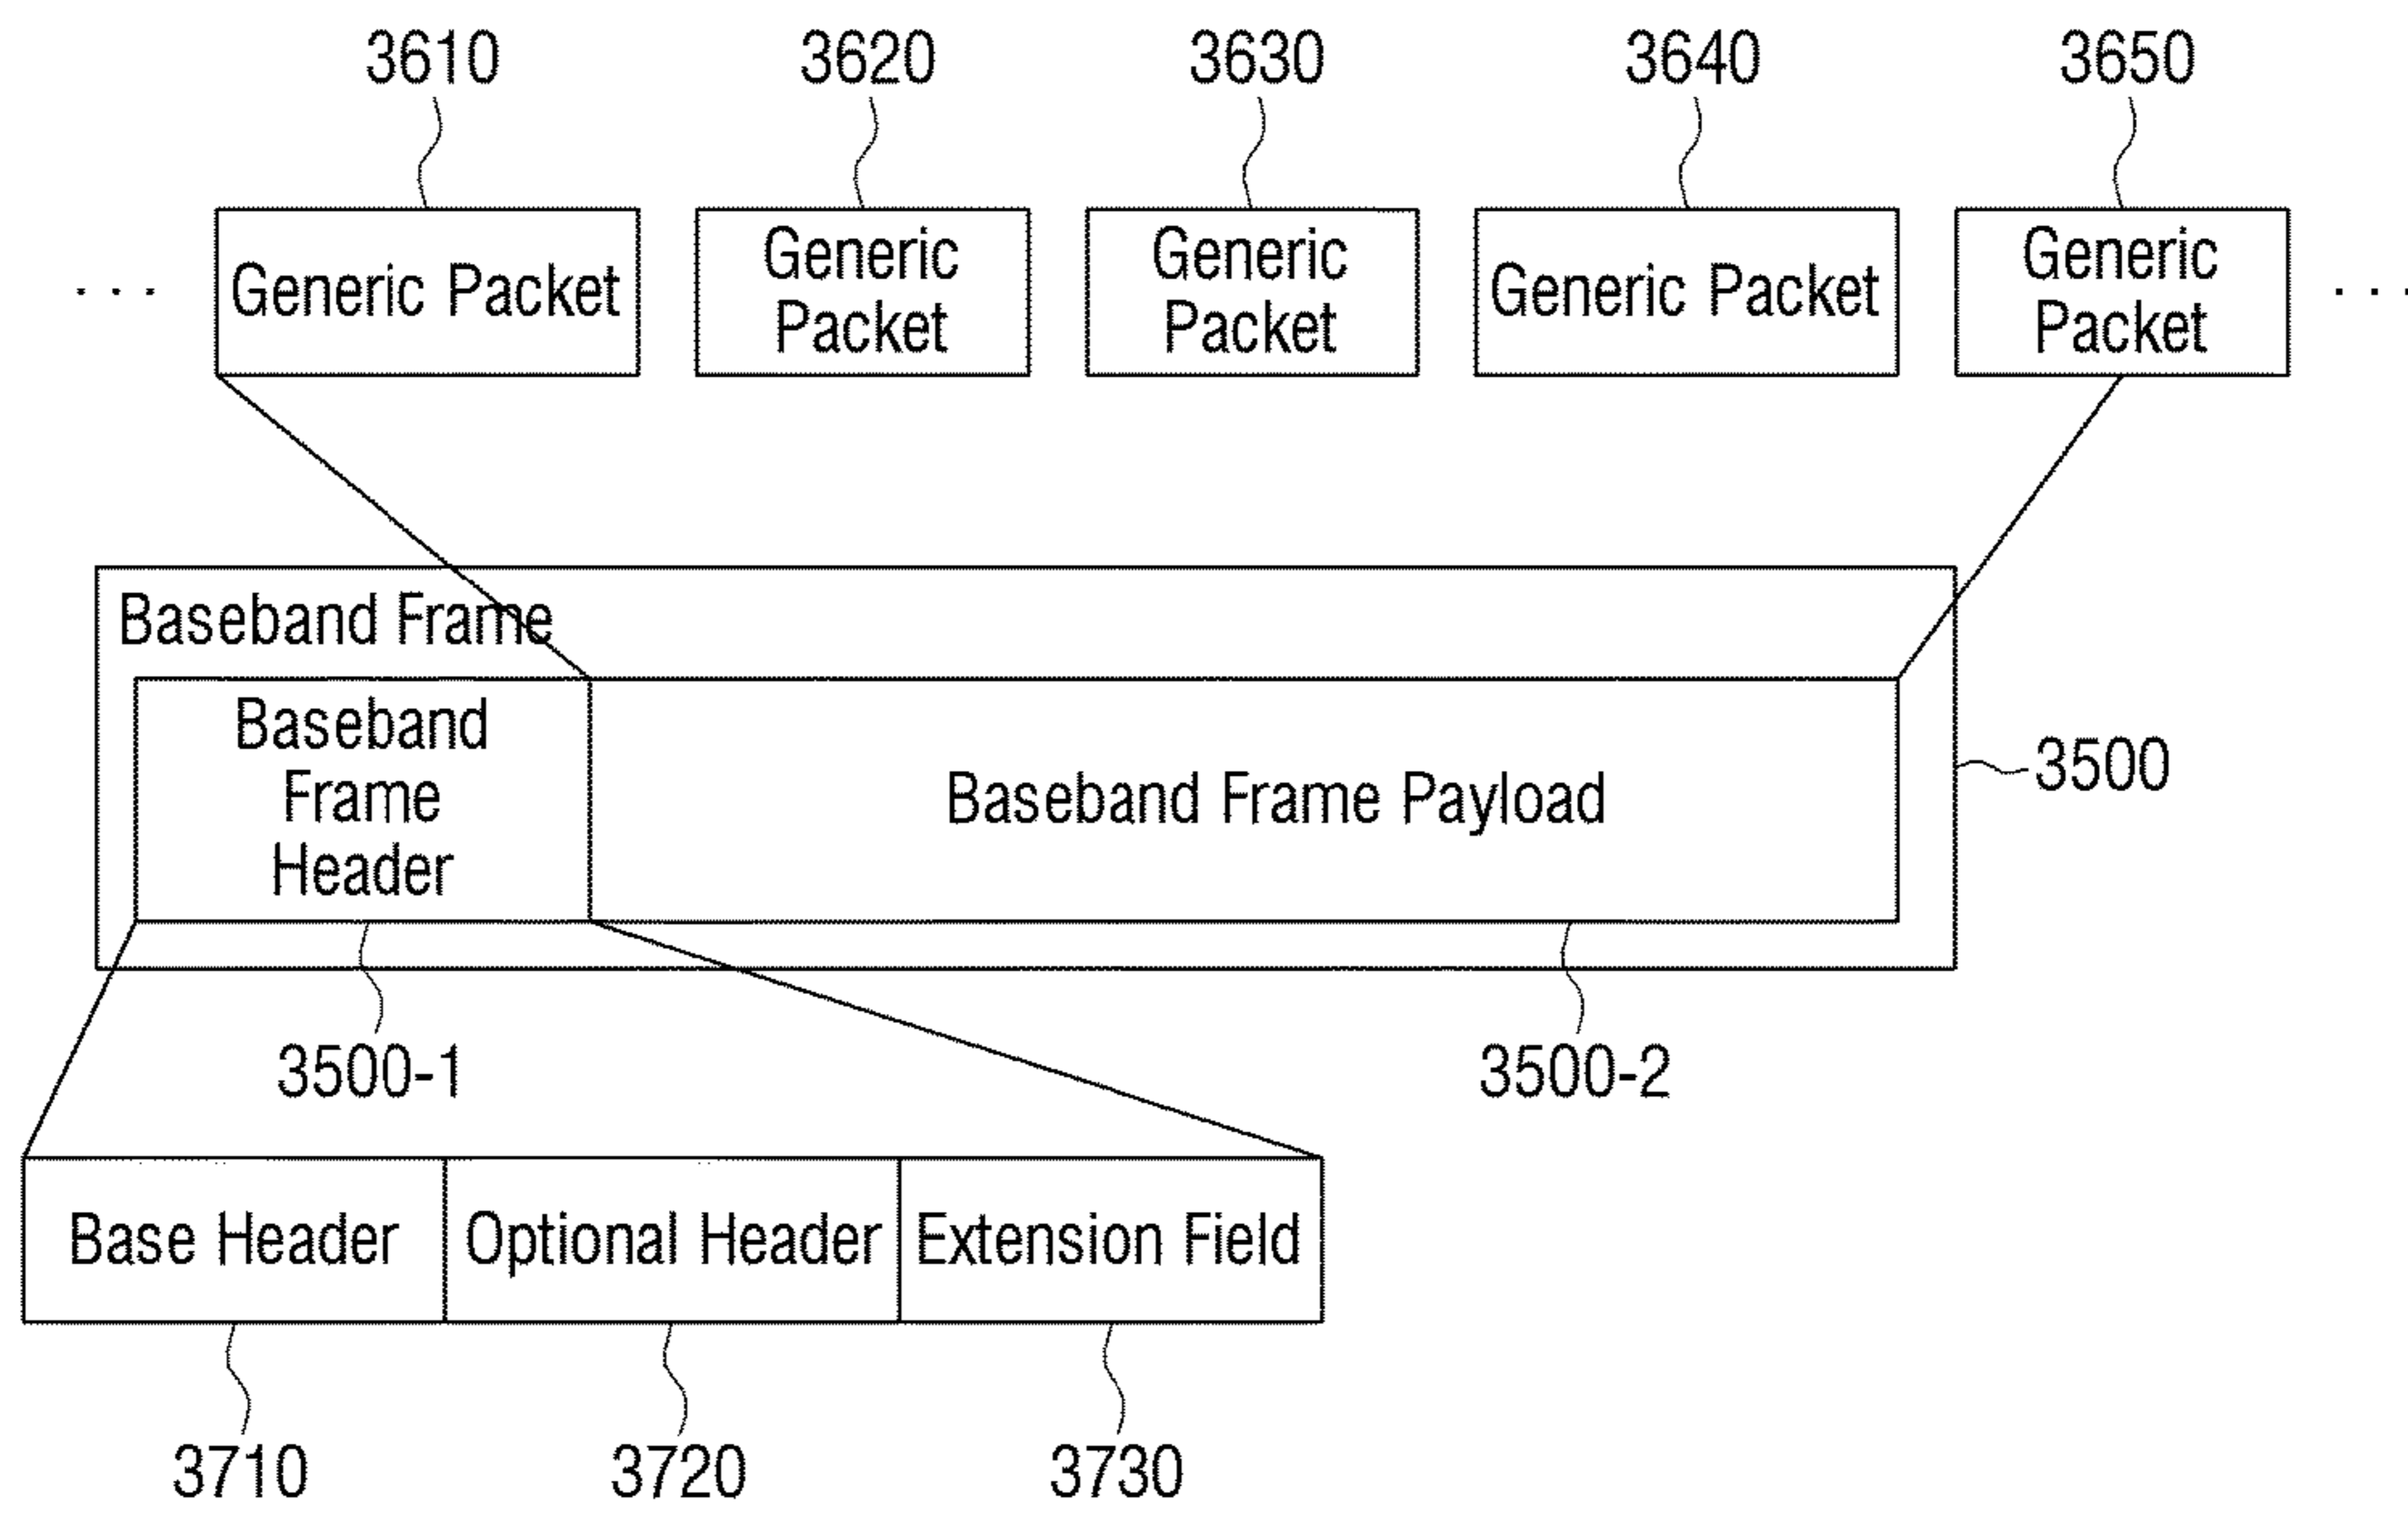 3610 3620 3630 3640 3650
... Generic Packet Generic Packet Generic Packet Generic Packet Generic Packet ...
Baseband Frame
Baseband
Frame
Header
Baseband Frame Payload
3500
3500-1 3500-2
Base Header Optional Header Extension Field
3710 3720 3730